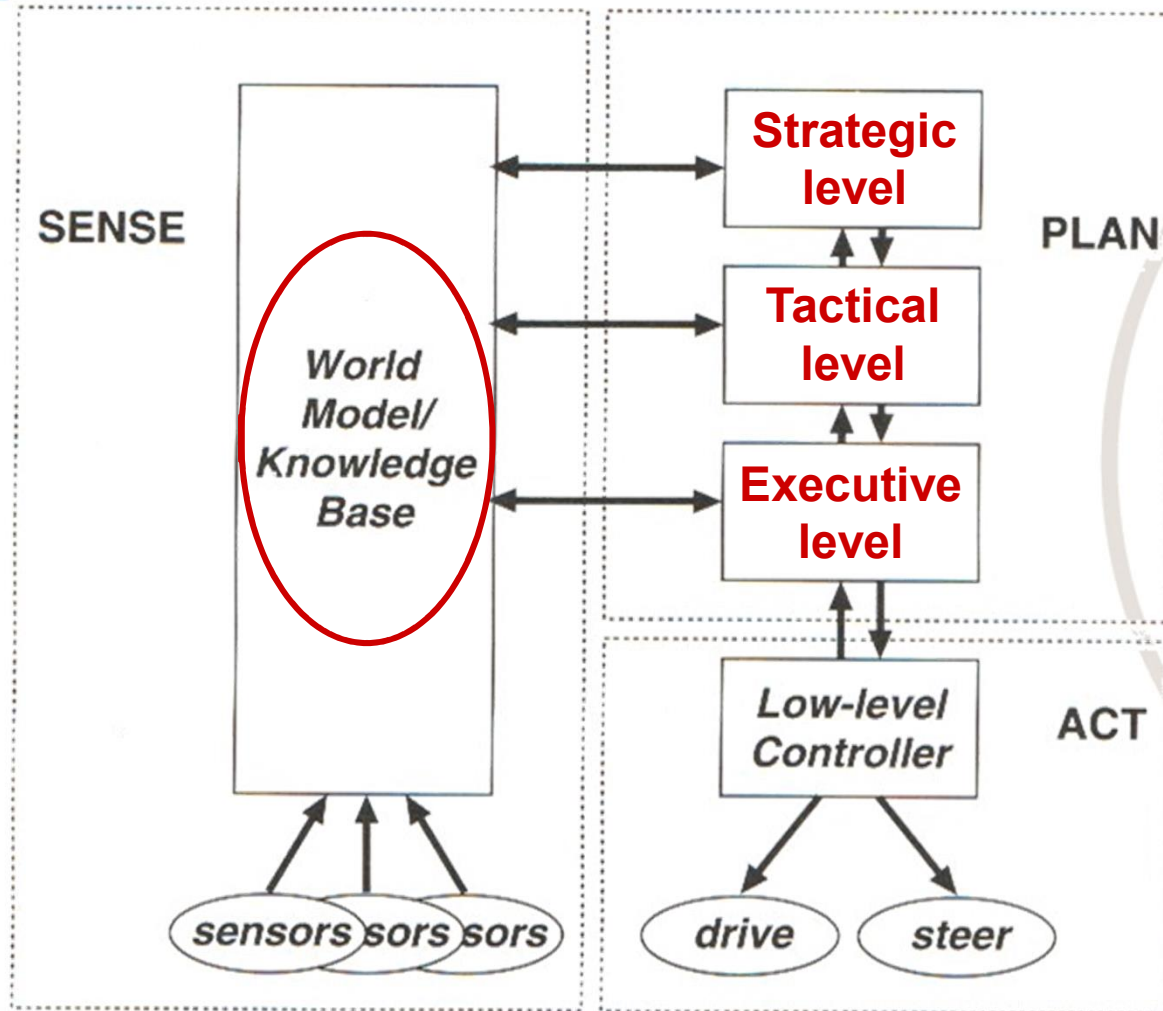 SENSE
World
Model/
Knowledge
Base
sensors
sors
sors
Strategic
level
PLAN
Tactical
level
Executive
level
Low-level
Controller
ACT
drive
steer